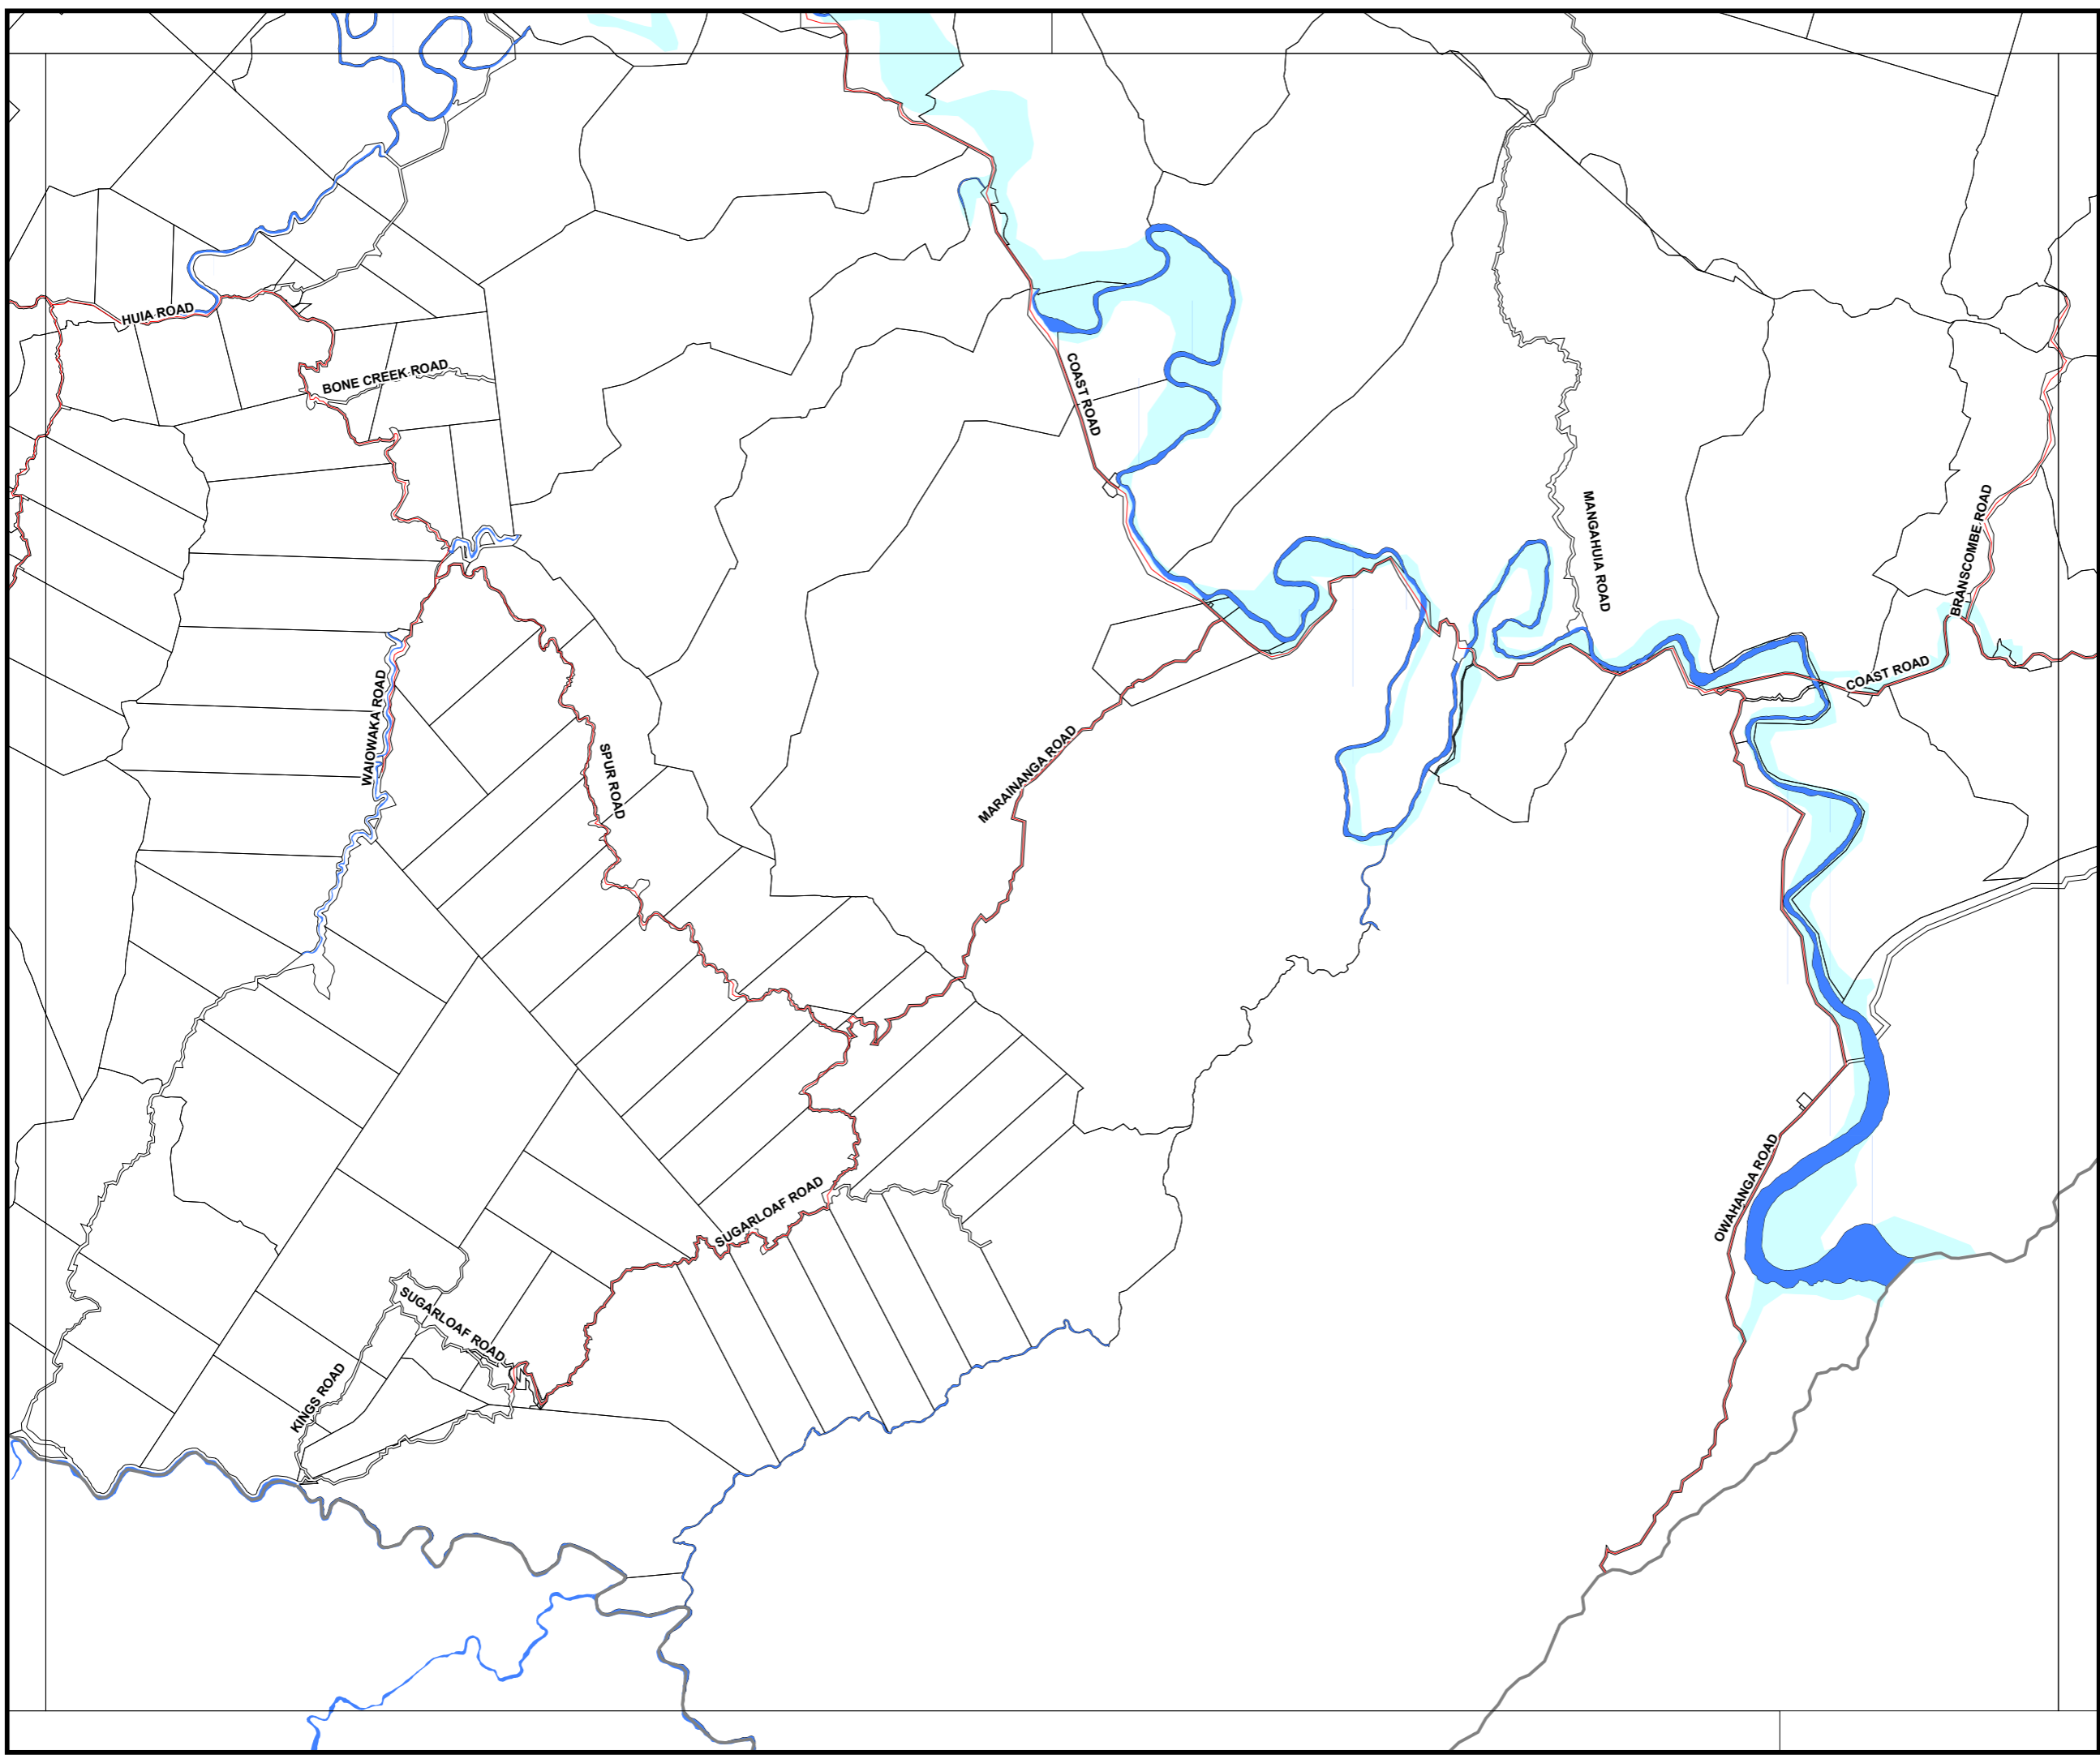 HUIA ROAD
BONE CREEK ROAD
COAST ROAD
MANGAHUIA ROAD
BRANSCOMBE ROAD
COAST ROAD
WAIOWAKA ROAD
SPUR ROAD
MARAINANGA ROAD
OWAHANGA ROAD
SUGARLOAF ROAD
SUGARLOAF ROAD
KINGS ROAD